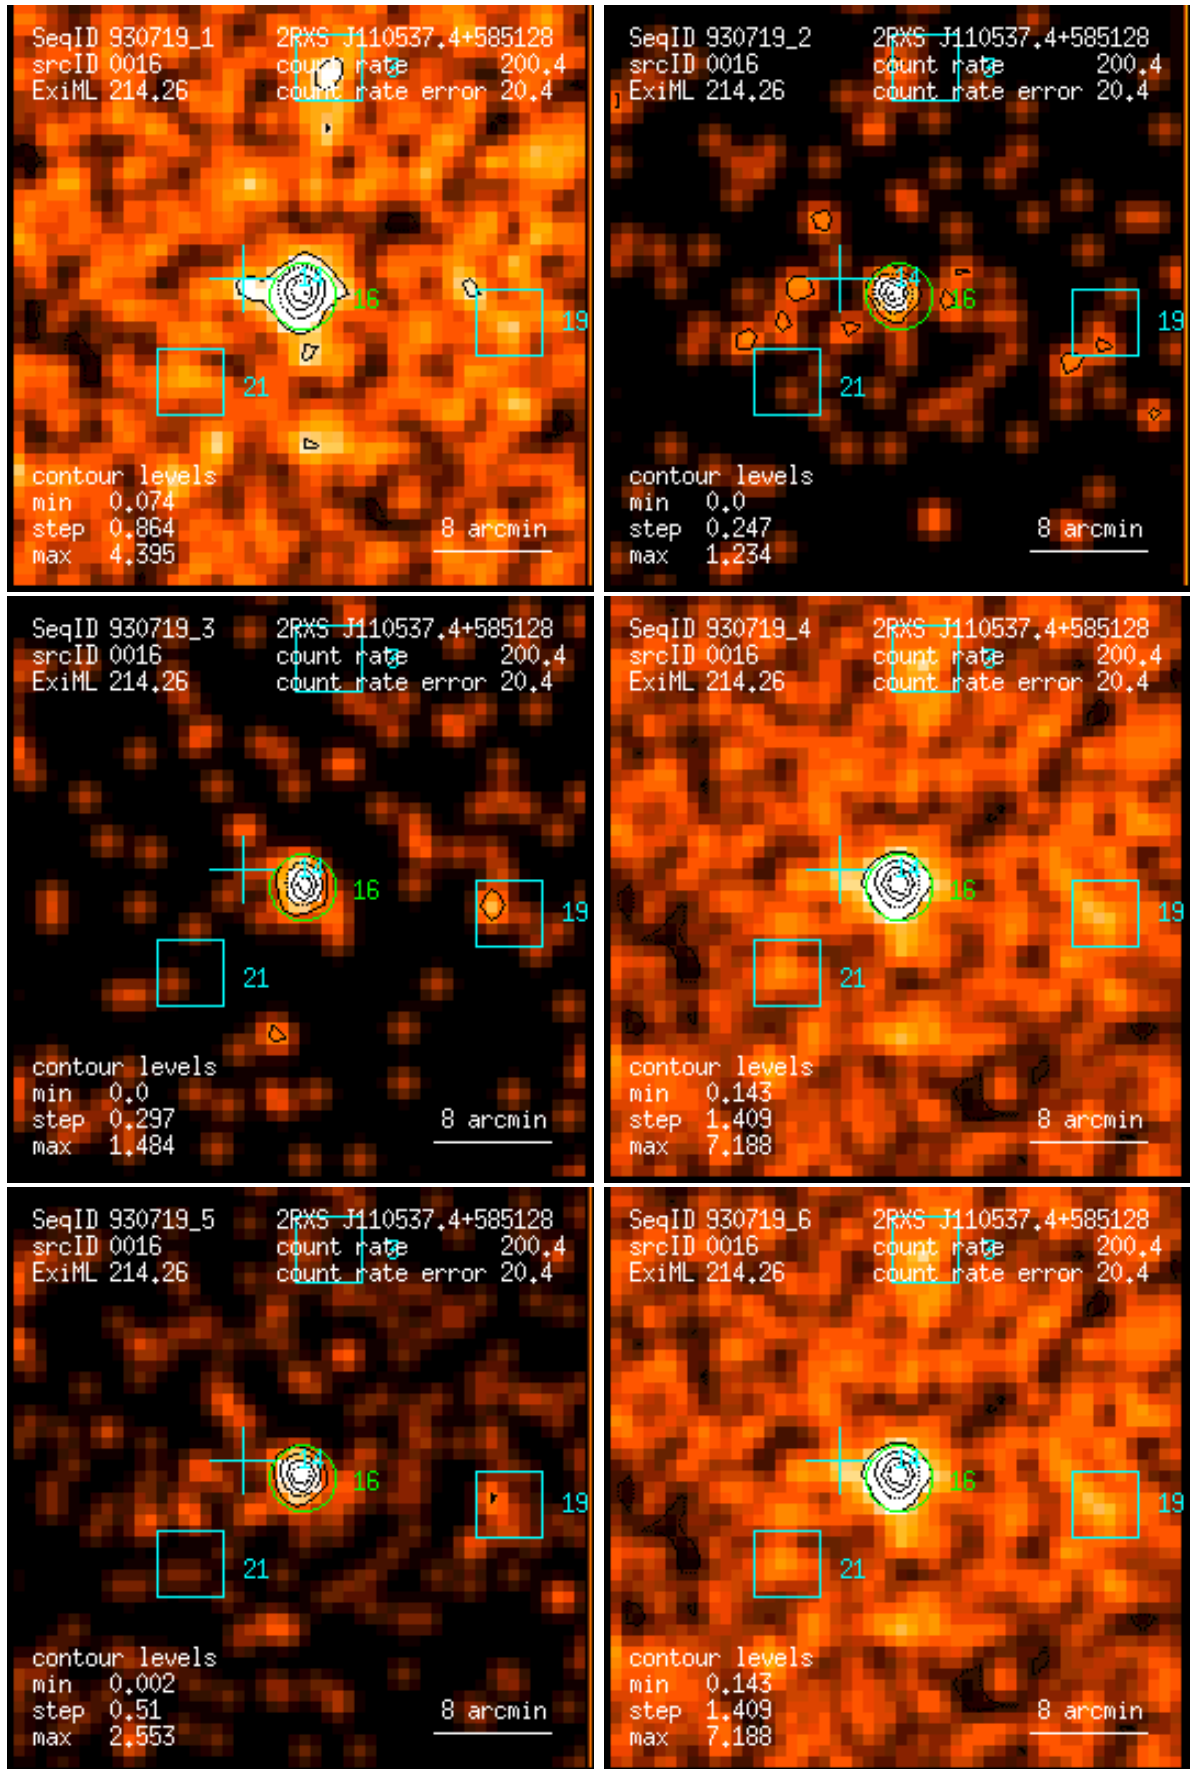 SeqID 930719_1 2RXS J110537.4+585128
srcID 0016 count rate 200.4
ExiML 214.26 count rate error 20.4
14
16
19
21
contour levels
min 0.074
step 0.864 8 arcmin
max 4.395
SeqID 930719_2 2RXS J110537.4+585128
srcID 0016 count rate 200.4
ExiML 214.26 count rate error 20.4
14
16
19
21
contour levels
min 0.0
step 0.247 8 arcmin
max 1.234
SeqID 930719_3 2RXS J110537.4+585128
srcID 0016 count rate 200.4
ExiML 214.26 count rate error 20.4
14
16
19
21
contour levels
min 0.0
step 0.297 8 arcmin
max 1.484
SeqID 930719_4 2RXS J110537.4+585128
srcID 0016 count rate 200.4
ExiML 214.26 count rate error 20.4
14
16
19
21
contour levels
min 0.143
step 1.409 8 arcmin
max 7.188
SeqID 930719_5 2RXS J110537.4+585128
srcID 0016 count rate 200.4
ExiML 214.26 count rate error 20.4
14
16
19
21
contour levels
min 0.002
step 0.51 8 arcmin
max 2.553
SeqID 930719_6 2RXS J110537.4+585128
srcID 0016 count rate 200.4
ExiML 214.26 count rate error 20.4
14
16
19
21
contour levels
min 0.143
step 1.409 8 arcmin
max 7.188